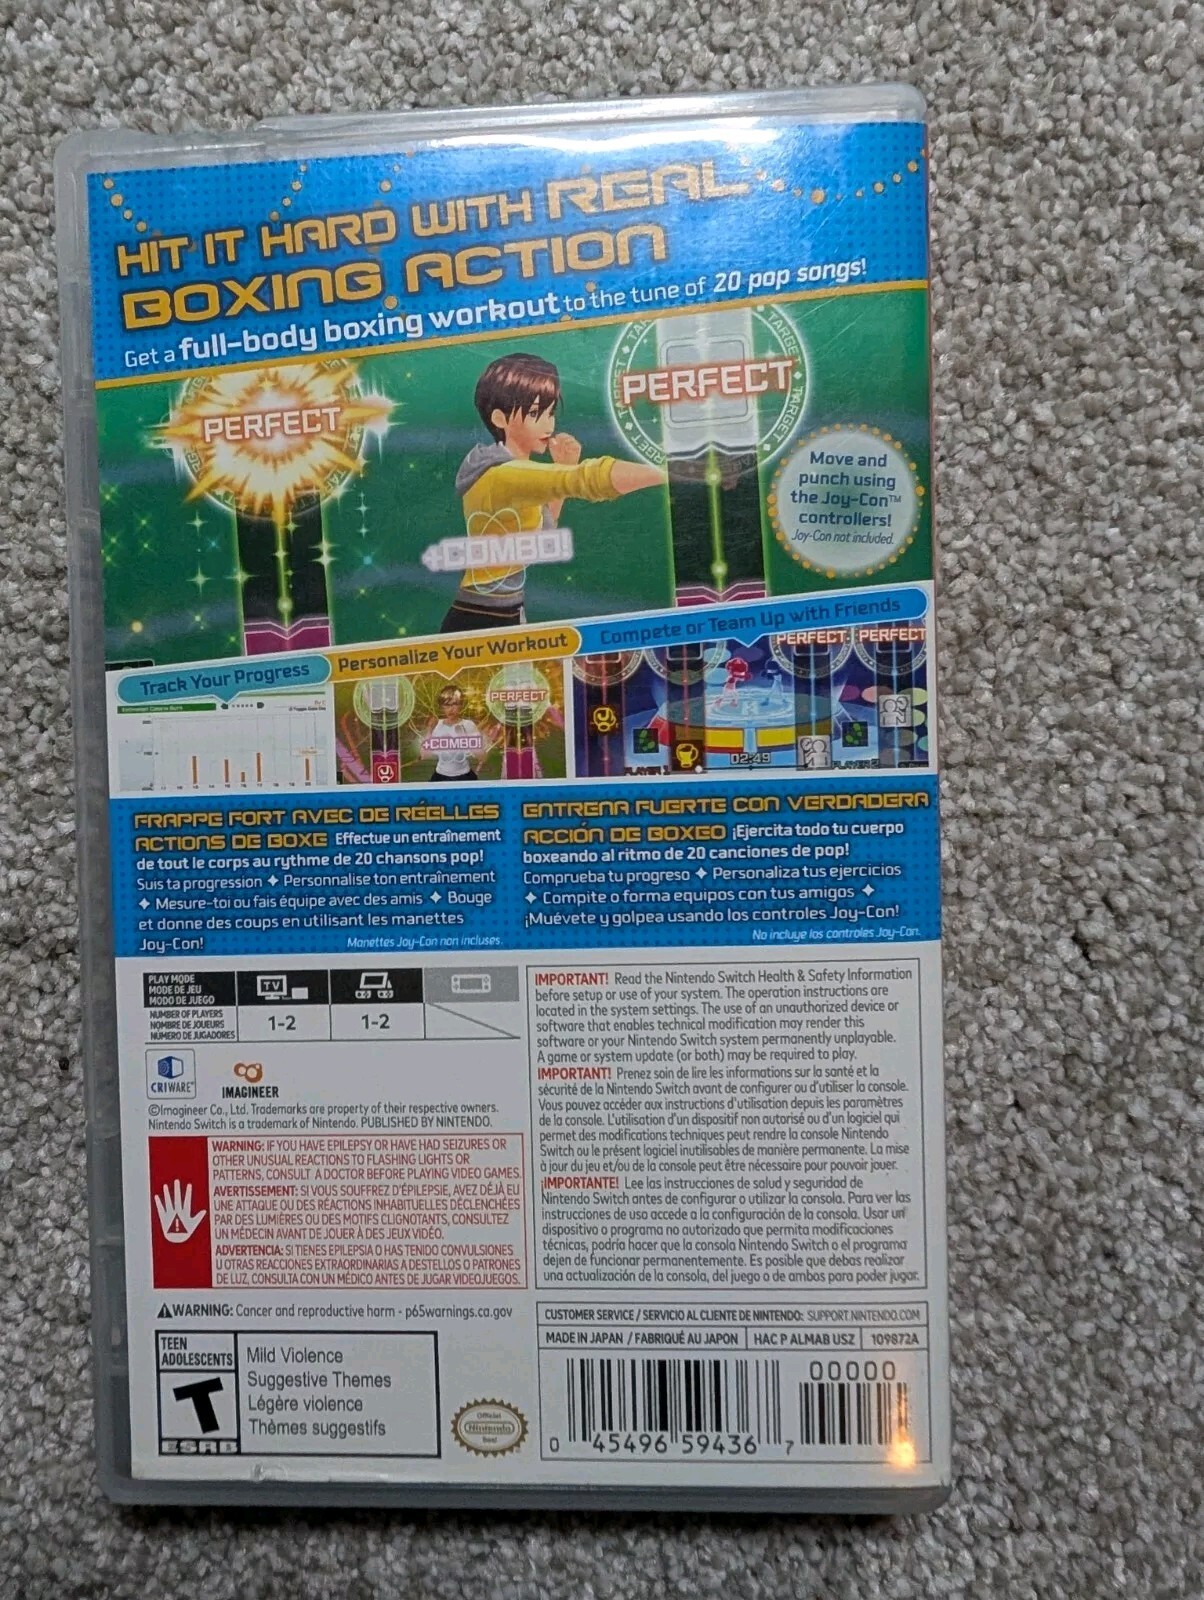 HIT IT HARD WITH REAL
BOXING ACTION
Get a full-body boxing workout to the tune of 20 pop songs!
PERFECT
PERFECT
TARGET
TARGET
+COMBO!
Move and
punch using
the Joy-Con™
controllers!
Joy-Con not included.
Track Your Progress
Personalize Your Workout
Compete or Team Up with Friends
PERFECT
+COMBO!
PERFECT
PERFECT
02:49
FRAPPE FORT AVEC DE RÉELLES
ACTIONS DE BOXE Effectue un entraînement
de tout le corps au rythme de 20 chansons pop!
Suis ta progression ✦ Personnalise ton entraînement
✦ Mesure-toi ou fais équipe avec des amis ✦ Bouge
et donne des coups en utilisant les manettes
Joy-Con!
Manettes Joy-Con non incluses.
ENTRENA FUERTE CON VERDADERA
ACCIÓN DE BOXEO ¡Ejercita todo tu cuerpo
boxeando al ritmo de 20 canciones de pop!
Comprueba tu progreso ✦ Personaliza tus ejercicios
✦ Compite o forma equipos con tus amigos ✦
¡Muévete y golpea usando los controles Joy-Con!
No incluye los controles Joy-Con.
PLAY MODE
MODE DE JEU
MODO DE JUEGO
TV
NUMBER OF PLAYERS
NOMBRE DE JOUEURS
NÚMERO DE JUGADORES
1-2
1-2
CRIWARE™
IMAGINEER
©Imagineer Co., Ltd. Trademarks are property of their respective owners.
Nintendo Switch is a trademark of Nintendo. PUBLISHED BY NINTENDO.
WARNING: IF YOU HAVE EPILEPSY OR HAVE HAD SEIZURES OR
OTHER UNUSUAL REACTIONS TO FLASHING LIGHTS OR
PATTERNS, CONSULT A DOCTOR BEFORE PLAYING VIDEO GAMES.
AVERTISSEMENT: SI VOUS SOUFFREZ D'ÉPILEPSIE, AVEZ DÉJÀ EU
UNE ATTAQUE OU DES RÉACTIONS INHABITUELLES DÉCLENCHÉES
PAR DES LUMIÈRES OU DES MOTIFS CLIGNOTANTS, CONSULTEZ
UN MÉDECIN AVANT DE JOUER À DES JEUX VIDÉO.
ADVERTENCIA: SI TIENES EPILEPSIA O HAS TENIDO CONVULSIONES
U OTRAS REACCIONES EXTRAORDINARIAS A DESTELLOS O PATRONES
DE LUZ, CONSULTA CON UN MÉDICO ANTES DE JUGAR VIDEOJUEGOS.
⚠WARNING: Cancer and reproductive harm - p65warnings.ca.gov
TEEN
ADOLESCENTS
T
ESRB
Mild Violence
Suggestive Themes
Légère violence
Thèmes suggestifs
Official
Nintendo
Seal
IMPORTANT! Read the Nintendo Switch Health & Safety Information
before setup or use of your system. The operation instructions are
located in the system settings. The use of an unauthorized device or
software that enables technical modification may render this
software or your Nintendo Switch system permanently unplayable.
A game or system update (or both) may be required to play.
IMPORTANT! Prenez soin de lire les informations sur la santé et la
sécurité de la Nintendo Switch avant de configurer ou d'utiliser la console.
Vous pouvez accéder aux instructions d'utilisation depuis les paramètres
de la console. L'utilisation d'un dispositif non autorisé ou d'un logiciel qui
permet des modifications techniques peut rendre la console Nintendo
Switch ou le présent logiciel inutilisables de manière permanente. La mise
à jour du jeu et/ou de la console peut être nécessaire pour pouvoir jouer.
¡IMPORTANTE! Lee las instrucciones de salud y seguridad de
Nintendo Switch antes de configurar o utilizar la consola. Para ver las
instrucciones de uso accede a la configuración de la consola. Usar un
dispositivo o programa no autorizado que permita modificaciones
técnicas, podría hacer que la consola Nintendo Switch o el programa
dejen de funcionar permanentemente. Es posible que debas realizar
una actualización de la consola, del juego o de ambos para poder jugar.
CUSTOMER SERVICE / SERVICIO AL CLIENTE DE NINTENDO: SUPPORT.NINTENDO.COM
MADE IN JAPAN / FABRIQUÉ AU JAPON
HAC P ALMAB USZ
109872A
00000
0 45496 59436 7